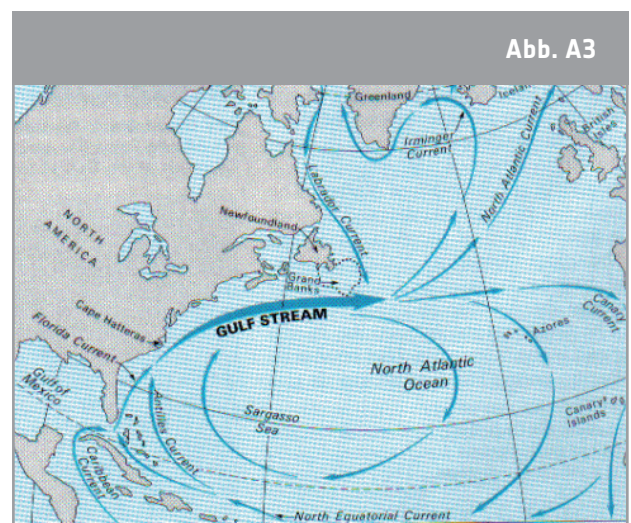 Abb. A3
Greenland
Irminger
Current
North Atlantic Current
British
Isles
Labrador Current
NORTH
AMERICA
Newfoundland
Grand
Banks
Cape Hatteras
GULF STREAM
Florida Current
Canary
Current
Azores
North Atlantic
Ocean
Gulf of
Mexico
Antilles Current
Sargasso
Sea
Canary
Islands
Caribbean
Current
North Equatorial Current